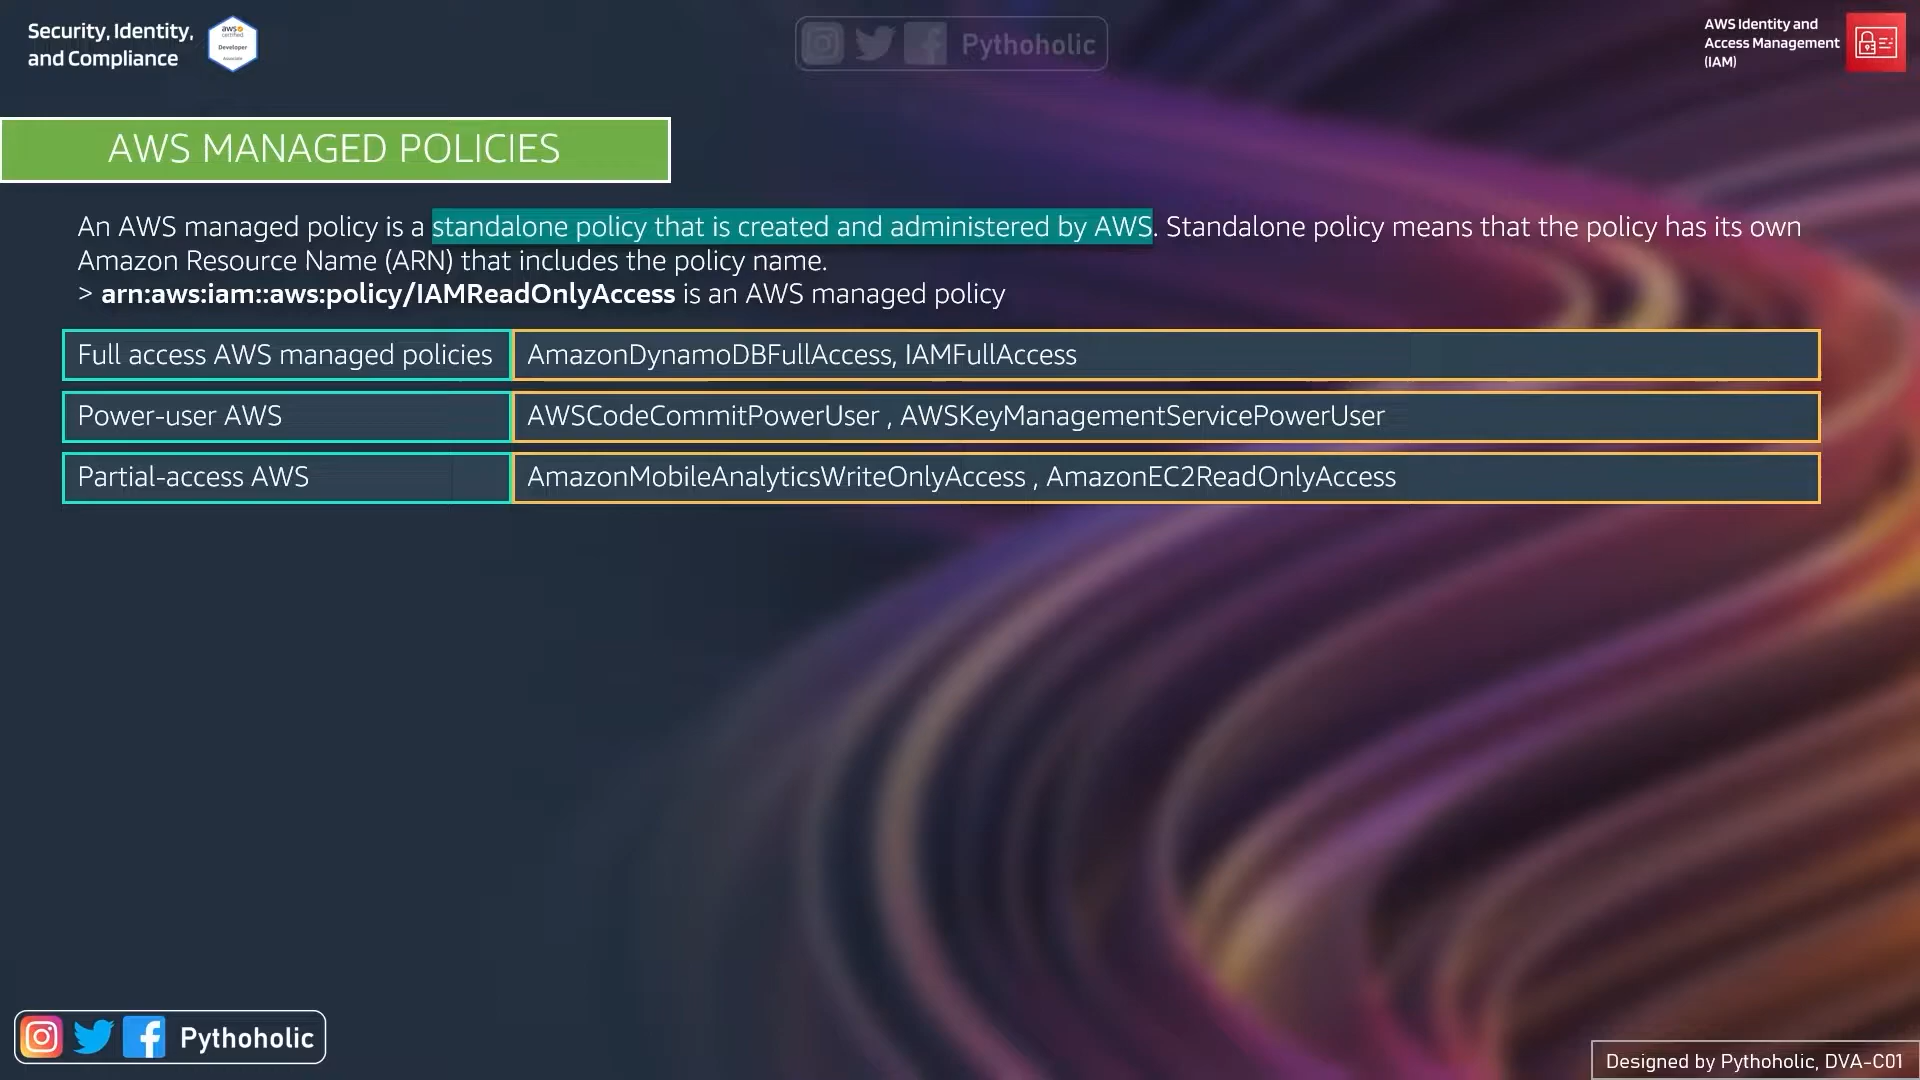 Security, Identity,
and Compliance
aws
certified
Developer
Associate
Pythoholic
AWS Identity and
Access Management
(IAM)
AWS MANAGED POLICIES
An AWS managed policy is a standalone policy that is created and administered by AWS. Standalone policy means that the policy has its own
Amazon Resource Name (ARN) that includes the policy name.
> arn:aws:iam::aws:policy/IAMReadOnlyAccess is an AWS managed policy
Full access AWS managed policies AmazonDynamoDBFullAccess, IAMFullAccess
Power-user AWS AWSCodeCommitPowerUser , AWSKeyManagementServicePowerUser
Partial-access AWS AmazonMobileAnalyticsWriteOnlyAccess , AmazonEC2ReadOnlyAccess
Pythoholic
Designed by Pythoholic, DVA-C01